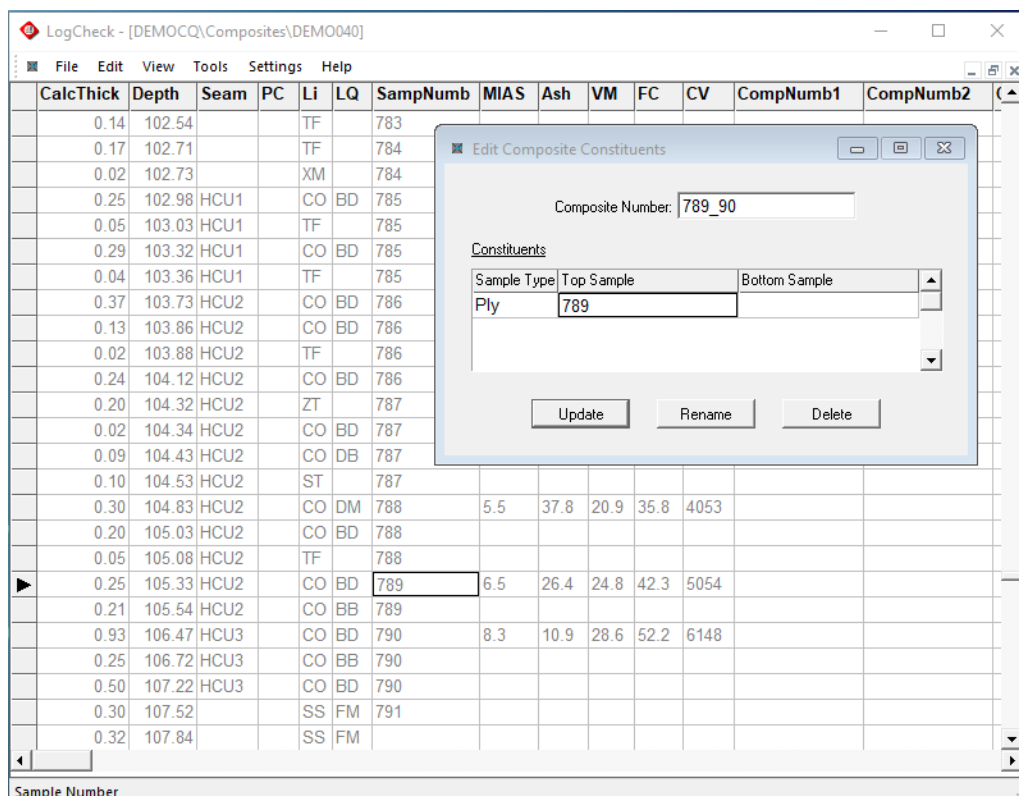 LogCheck - [DEMOCQ\Composites\DEMO040]
File Edit View Tools Settings Help
CalcThick Depth Seam PC Li LQ SampNumb MIAS Ash VM FC CV CompNumb1 CompNumb2
0.14 102.54 TF 783
0.17 102.71 TF 784
0.02 102.73 XM 784
0.25 102.98 HCU1 CO BD 785
0.05 103.03 HCU1 TF 785
0.29 103.32 HCU1 CO BD 785
0.04 103.36 HCU1 TF 785
0.37 103.73 HCU2 CO BD 786
0.13 103.86 HCU2 CO BD 786
0.02 103.88 HCU2 TF 786
0.24 104.12 HCU2 CO BD 786
0.20 104.32 HCU2 ZT 787
0.02 104.34 HCU2 CO BD 787
0.09 104.43 HCU2 CO DB 787
0.10 104.53 HCU2 ST 787
0.30 104.83 HCU2 CO DM 788 5.5 37.8 20.9 35.8 4053
0.20 105.03 HCU2 CO BD 788
0.05 105.08 HCU2 TF 788
0.25 105.33 HCU2 CO BD 789 6.5 26.4 24.8 42.3 5054
0.21 105.54 HCU2 CO BB 789
0.93 106.47 HCU3 CO BD 790 8.3 10.9 28.6 52.2 6148
0.25 106.72 HCU3 CO BB 790
0.50 107.22 HCU3 CO BD 790
0.30 107.52 SS FM 791
0.32 107.84 SS FM
Edit Composite Constituents
Composite Number: 789_90
Constituents
Sample Type Top Sample Bottom Sample
Ply 789
Update Rename Delete
Sample Number